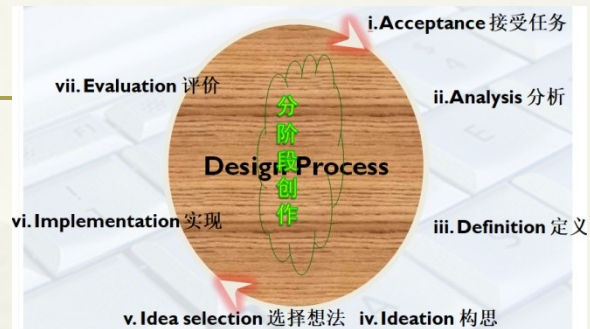 i.Acceptance 接受任务
ii.Analysis 分析
iii.Definition 定义
iv.Ideation 构思
v.Idea selection 选择想法
vi.Implementation 实现
vii.Evaluation 评价
Design Process
分阶段创作